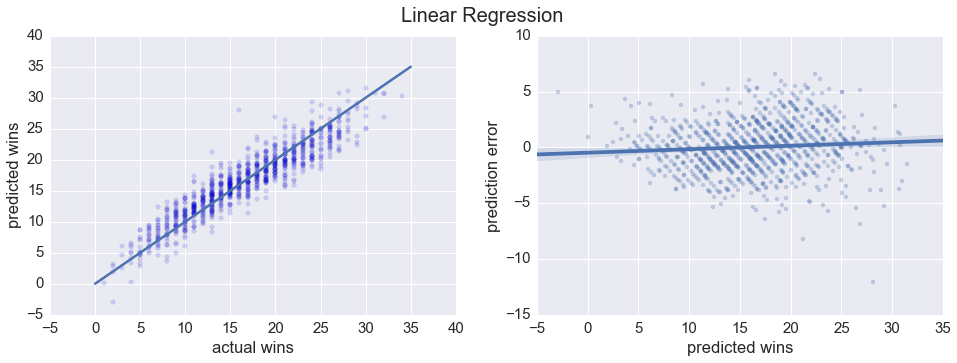 Linear Regression
40
35
30
25
20
15
10
5
0
−5
predicted wins
−5 0 5 10 15 20 25 30 35 40
actual wins
10
5
0
−5
−10
−15
prediction error
−5 0 5 10 15 20 25 30 35
predicted wins